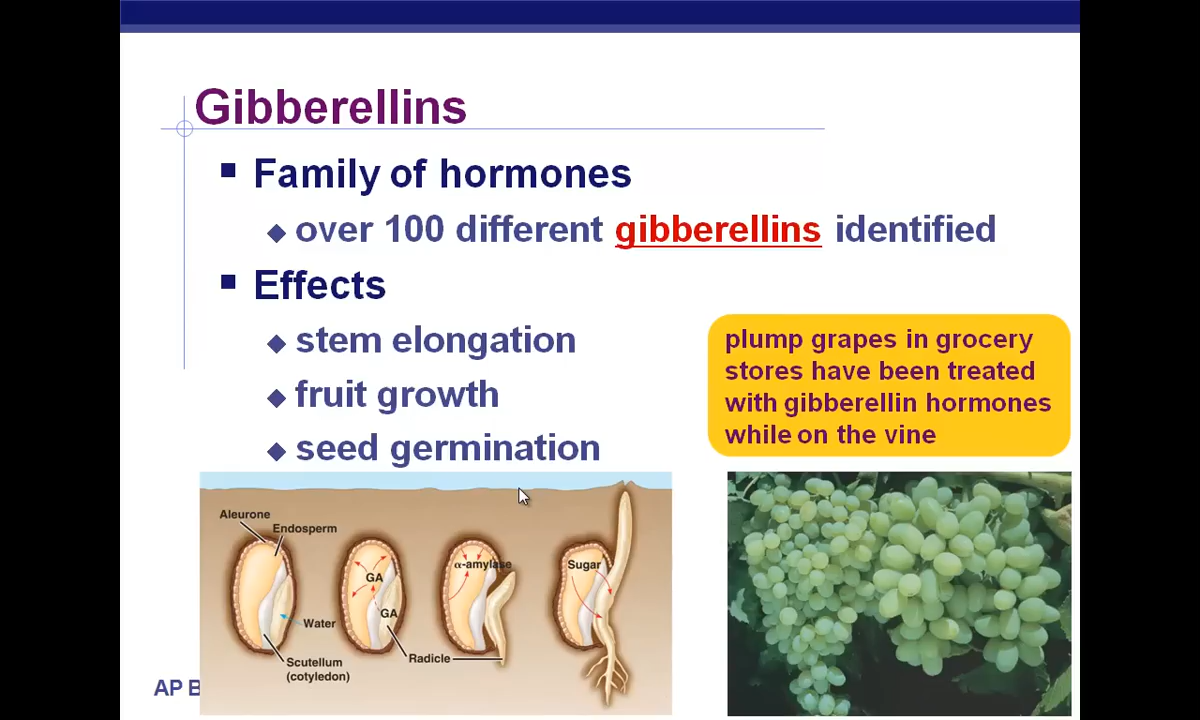 Gibberellins
Family of hormones
over 100 different gibberellins identified
Effects
stem elongation
fruit growth
seed germination
plump grapes in grocery
stores have been treated
with gibberellin hormones
while on the vine
Aleurone
Endosperm
Water
Scutellum
(cotyledon)
GA
GA
Radicle
α-amylase
Sugar
AP B